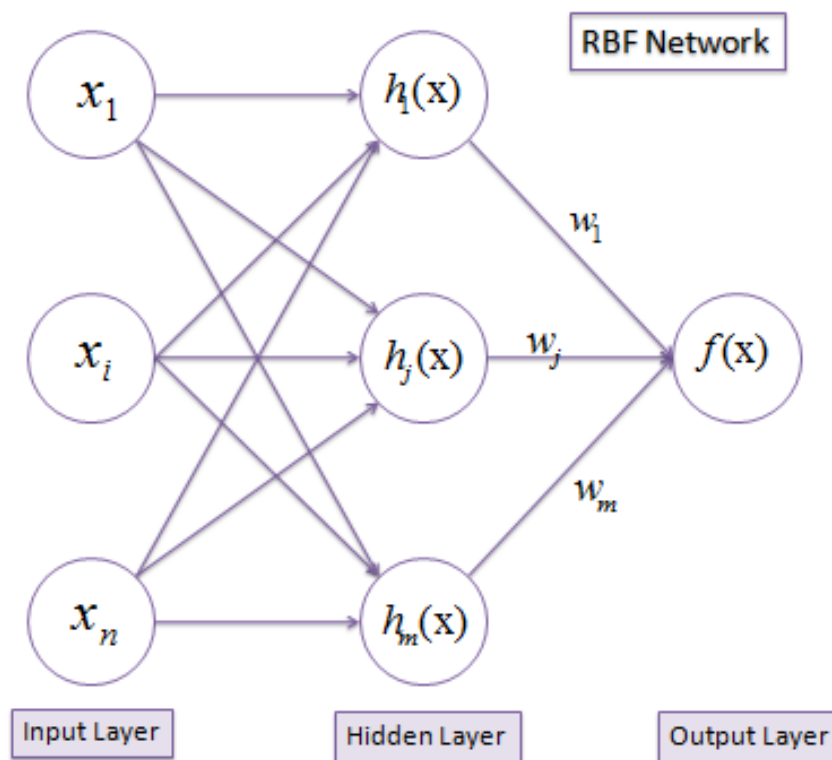 RBF Network
x₁
h₁(x)
w₁
xᵢ
hⱼ(x)
wⱼ
f(x)
wₘ
xₙ
hₘ(x)
Input Layer
Hidden Layer
Output Layer